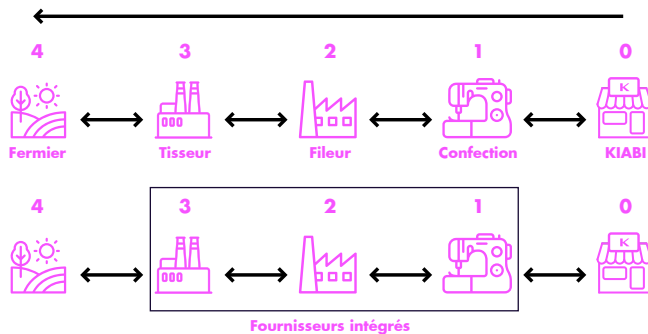 4 3 2 1 0
K
Fermier Tisseur Fileur Confection KIABI
4 3 2 1 0
K
Fournisseurs intégrés